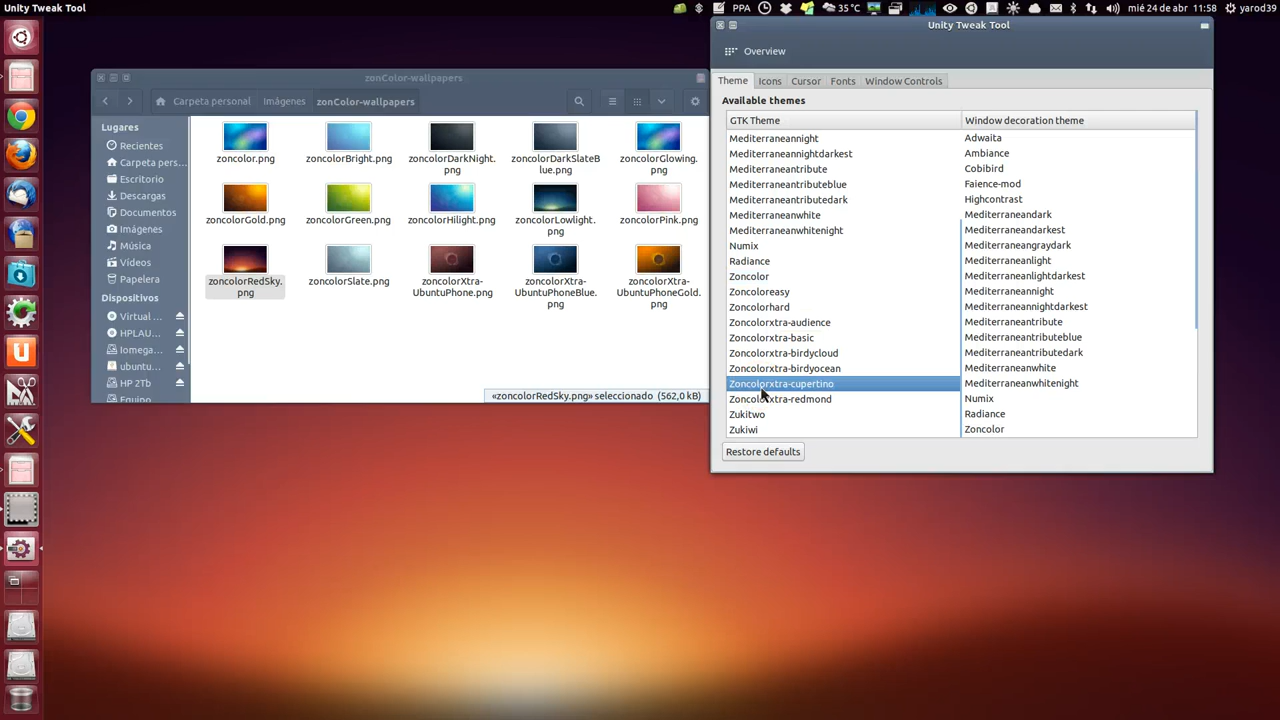 Unity Tweak Tool
PPA
35°C
mié 24 de abr
11:58
yarod39
zonColor-wallpapers
Carpeta personal
Imágenes
zonColor-wallpapers
Lugares
Recientes
Carpeta pers...
Escritorio
Descargas
Documentos
Imágenes
Música
Vídeos
Papelera
Dispositivos
Virtual ...
HPLAU...
Iomega...
ubuntu...
HP 2Tb
Equipo
zoncolor.png
zoncolorBright.png
zoncolorDarkNight.
png
zoncolorDarkSlateB
lue.png
zoncolorGlowing.
png
zoncolorGold.png
zoncolorGreen.png
zoncolorHilight.png
zoncolorLowlight.
png
zoncolorPink.png
zoncolorRedSky.
png
zoncolorSlate.png
zoncolorXtra-
UbuntuPhone.png
zoncolorXtra-
UbuntuPhoneBlue.
png
zoncolorXtra-
UbuntuPhoneGold.
png
«zoncolorRedSky.png» seleccionado (562,0 kB)
Unity Tweak Tool
Overview
Theme
Icons
Cursor
Fonts
Window Controls
Available themes
GTK Theme
Mediterraneannight
Mediterraneannightdarkest
Mediterraneantribute
Mediterraneantributeblue
Mediterraneantributedark
Mediterraneanwhite
Mediterraneanwhitenight
Numix
Radiance
Zoncolor
Zoncoloreasy
Zoncolorhard
Zoncolorxtra-audience
Zoncolorxtra-basic
Zoncolorxtra-birdycloud
Zoncolorxtra-birdyocean
Zoncolorxtra-cupertino
Zoncolorxtra-redmond
Zukitwo
Zukiwi
Window decoration theme
Adwaita
Ambiance
Cobibird
Faience-mod
Highcontrast
Mediterraneandark
Mediterraneandarkest
Mediterraneangraydark
Mediterraneanlight
Mediterraneanlightdarkest
Mediterraneannight
Mediterraneannightdarkest
Mediterraneantribute
Mediterraneantributeblue
Mediterraneantributedark
Mediterraneanwhite
Mediterraneanwhitenight
Numix
Radiance
Zoncolor
Restore defaults